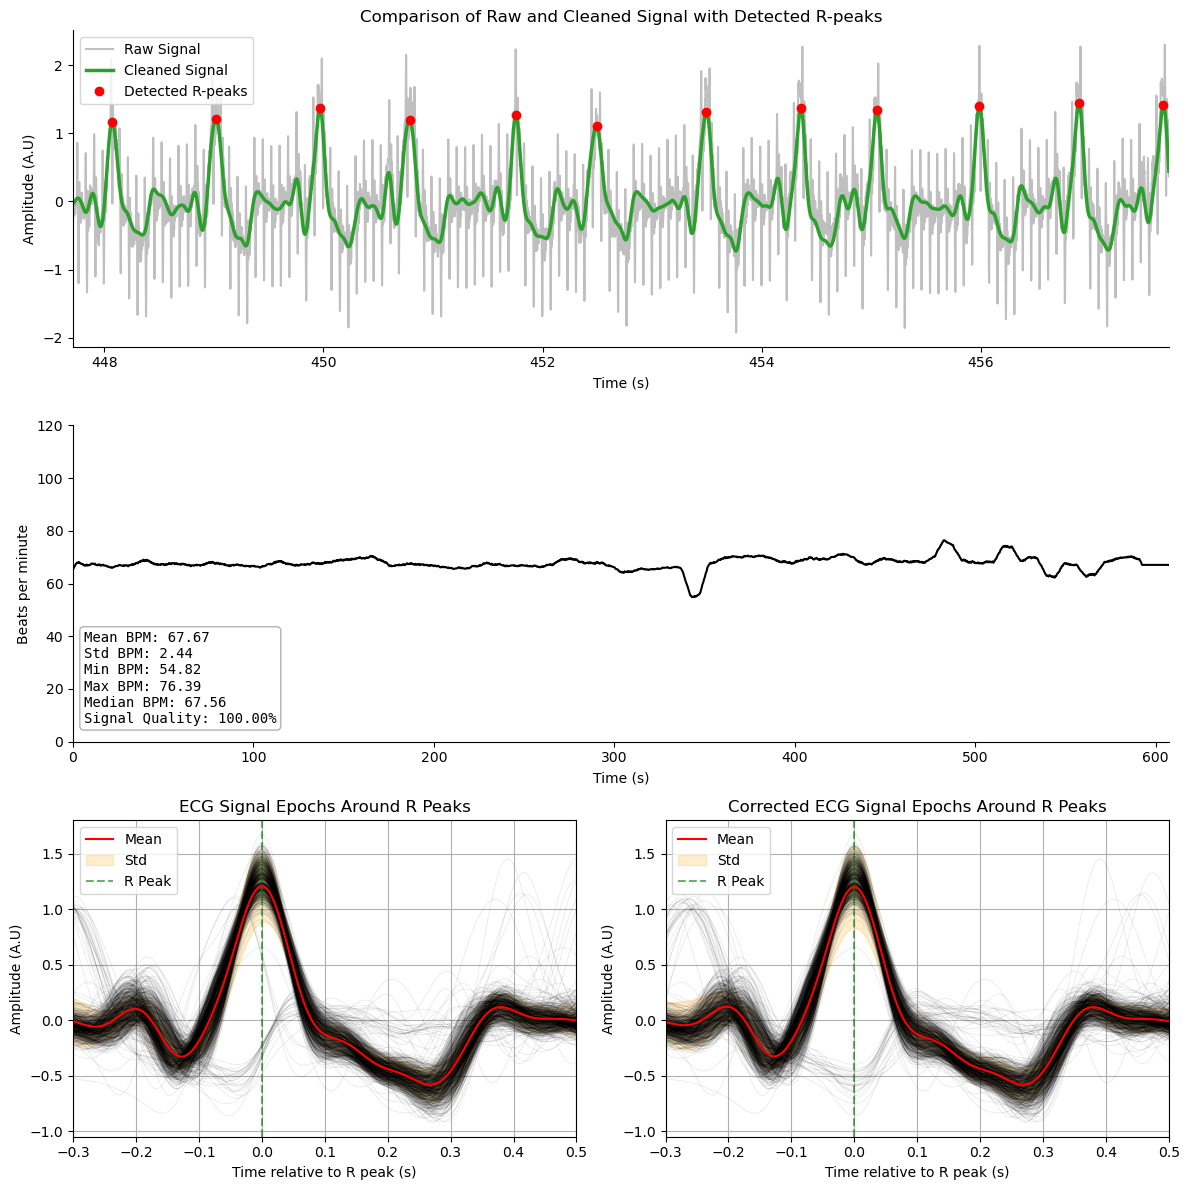 Comparison of Raw and Cleaned Signal with Detected R-peaks
Raw Signal
Cleaned Signal
Detected R-peaks
Amplitude (A.U)
2
1
0
−1
−2
448
450
452
454
456
Time (s)
120
100
80
60
40
20
0
Beats per minute
Mean BPM: 67.67
Std BPM: 2.44
Min BPM: 54.82
Max BPM: 76.39
Median BPM: 67.56
Signal Quality: 100.00%
0
100
200
300
400
500
600
Time (s)
ECG Signal Epochs Around R Peaks
Mean
Std
R Peak
Amplitude (A.U)
1.5
1.0
0.5
0.0
−0.5
−1.0
−0.3
−0.2
−0.1
0.0
0.1
0.2
0.3
0.4
0.5
Time relative to R peak (s)
Corrected ECG Signal Epochs Around R Peaks
Mean
Std
R Peak
Amplitude (A.U)
1.5
1.0
0.5
0.0
−0.5
−1.0
−0.3
−0.2
−0.1
0.0
0.1
0.2
0.3
0.4
0.5
Time relative to R peak (s)